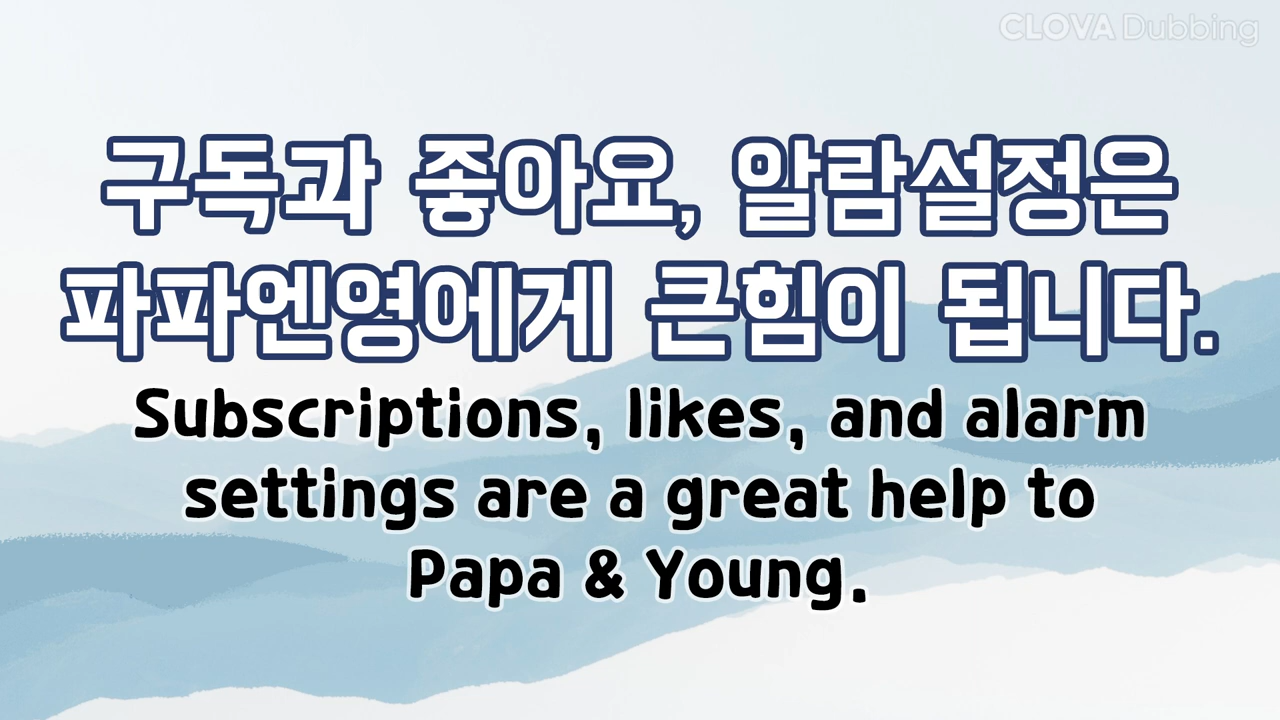 CLOVA Dubbing
구독과 좋아요, 알람설정은
파파엔영에게 큰힘이 됩니다.
Subscriptions, likes, and alarm
settings are a great help to
Papa & Young.